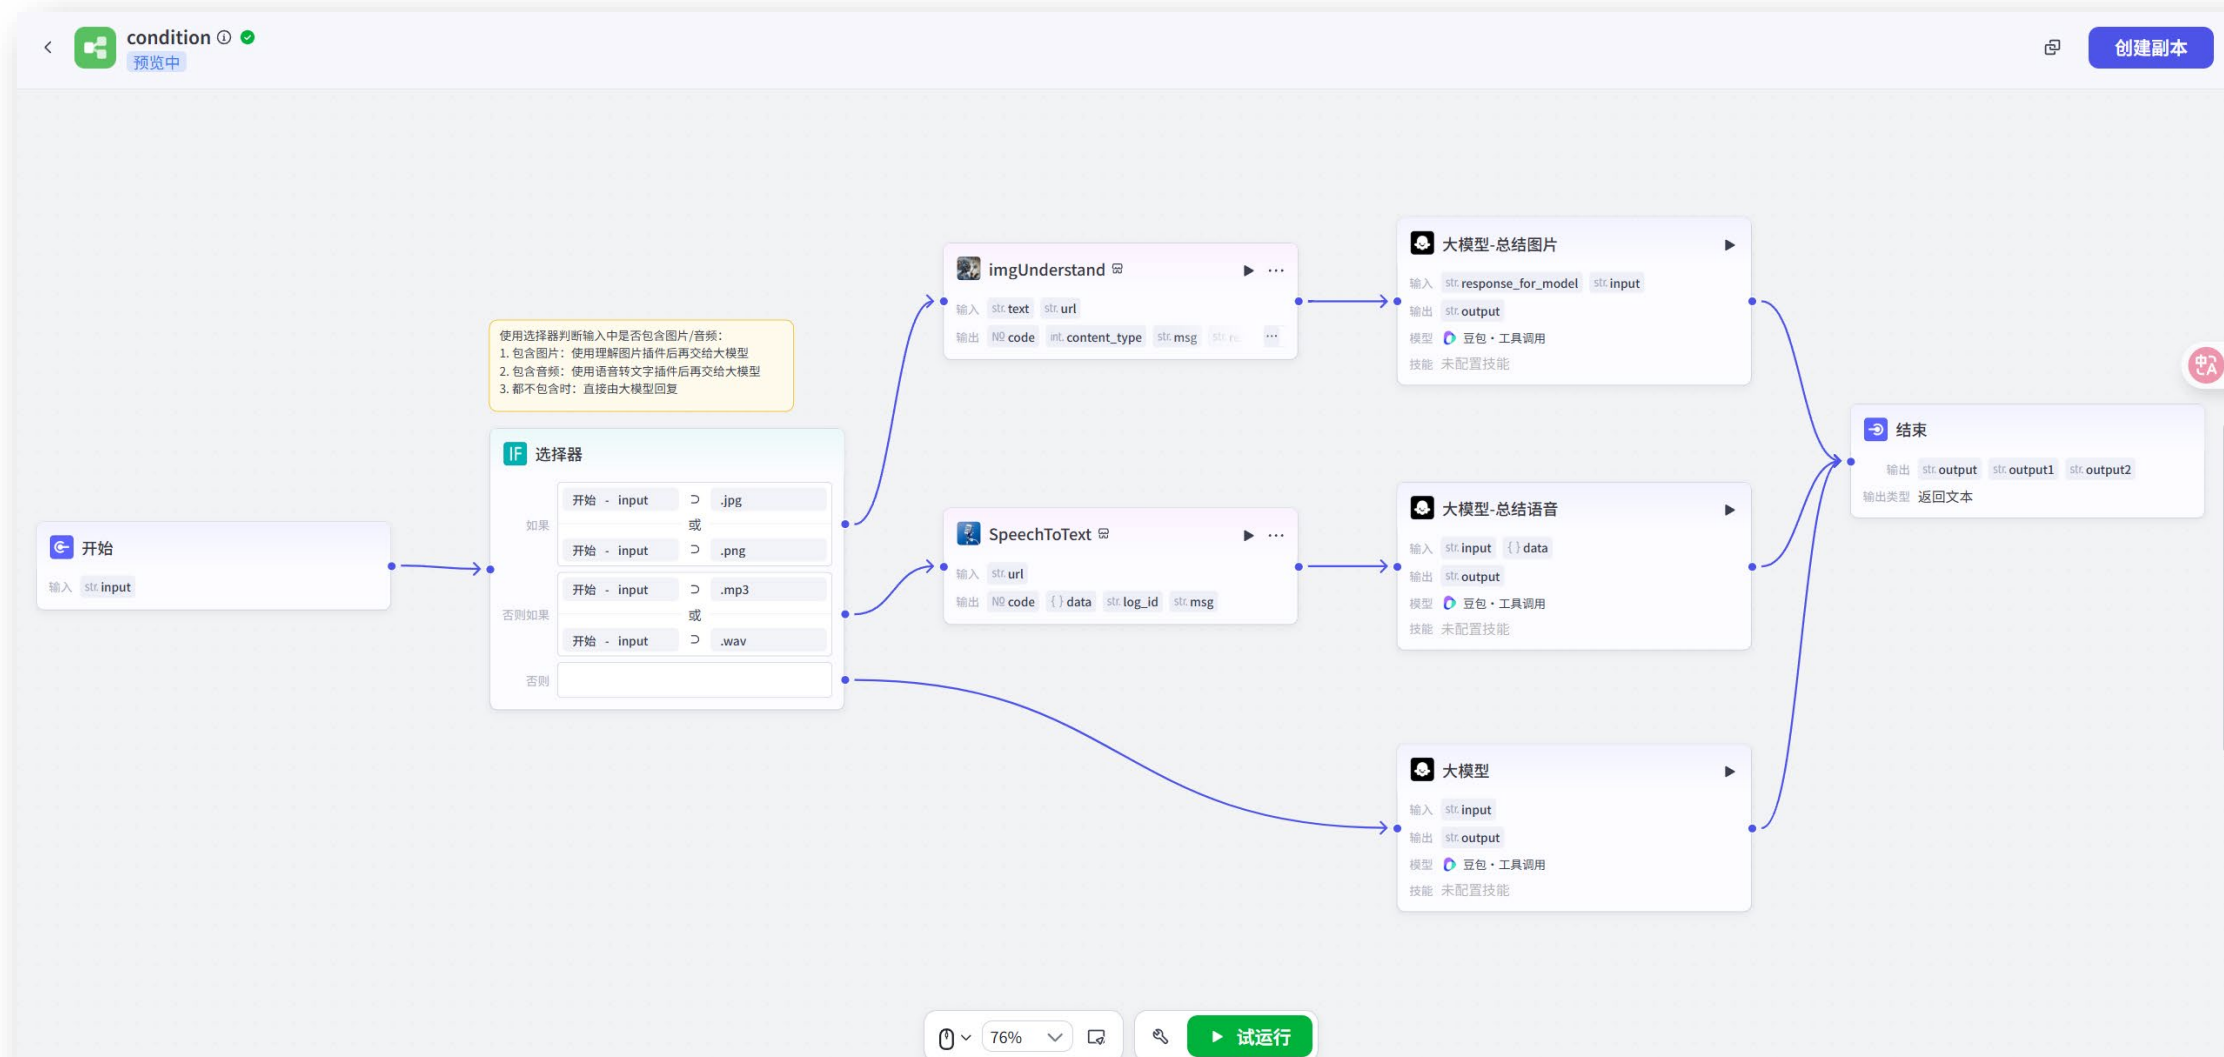 condition
预览中
创建副本
使用选择器判断输入中是否包含图片/音频：
1. 包含图片：使用理解图片插件后再交给大模型
2. 包含音频：使用语音转文字插件后再交给大模型
3. 都不包含时：直接由大模型回复
开始
输入 str. input
IF 选择器
如果
开始 - input ⊃ .jpg
或
开始 - input ⊃ .png
否则如果
开始 - input ⊃ .mp3
或
开始 - input ⊃ .wav
否则
imgUnderstand
输入 str. text str. url
输出 Nº code int. content_type str. msg str. re ...
SpeechToText
输入 str. url
输出 Nº code { } data str. log_id str. msg
大模型-总结图片
输入 str. response_for_model str. input
输出 str. output
模型 豆包·工具调用
技能 未配置技能
大模型-总结语音
输入 str. input { } data
输出 str. output
模型 豆包·工具调用
技能 未配置技能
大模型
输入 str. input
输出 str. output
模型 豆包·工具调用
技能 未配置技能
结束
输出 str. output str. output1 str. output2
输出类型 返回文本
中A
76%
试运行